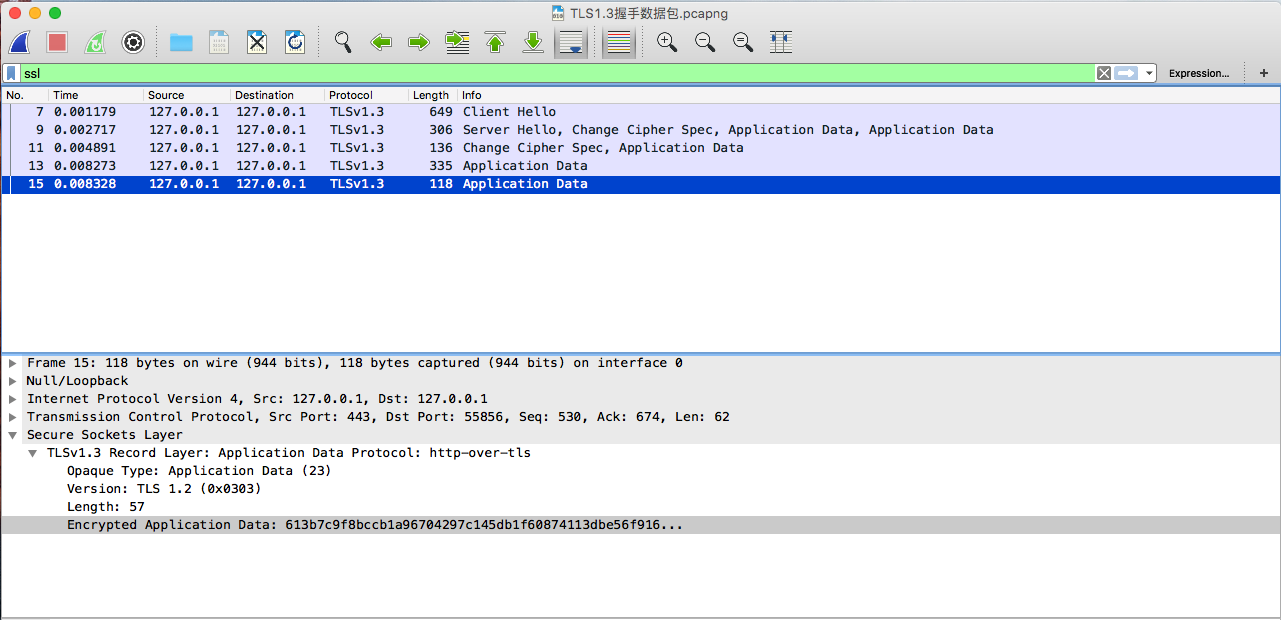 TLS1.3握手数据包.pcapng
ssl
Expression...
+
No. Time Source Destination Protocol Length Info
7 0.001179 127.0.0.1 127.0.0.1 TLSv1.3 649 Client Hello
9 0.002717 127.0.0.1 127.0.0.1 TLSv1.3 306 Server Hello, Change Cipher Spec, Application Data, Application Data
11 0.004891 127.0.0.1 127.0.0.1 TLSv1.3 136 Change Cipher Spec, Application Data
13 0.008273 127.0.0.1 127.0.0.1 TLSv1.3 335 Application Data
15 0.008328 127.0.0.1 127.0.0.1 TLSv1.3 118 Application Data
Frame 15: 118 bytes on wire (944 bits), 118 bytes captured (944 bits) on interface 0
Null/Loopback
Internet Protocol Version 4, Src: 127.0.0.1, Dst: 127.0.0.1
Transmission Control Protocol, Src Port: 443, Dst Port: 55856, Seq: 530, Ack: 674, Len: 62
Secure Sockets Layer
TLSv1.3 Record Layer: Application Data Protocol: http-over-tls
Opaque Type: Application Data (23)
Version: TLS 1.2 (0x0303)
Length: 57
Encrypted Application Data: 613b7c9f8bccb1a96704297c145db1f60874113dbe56f916...